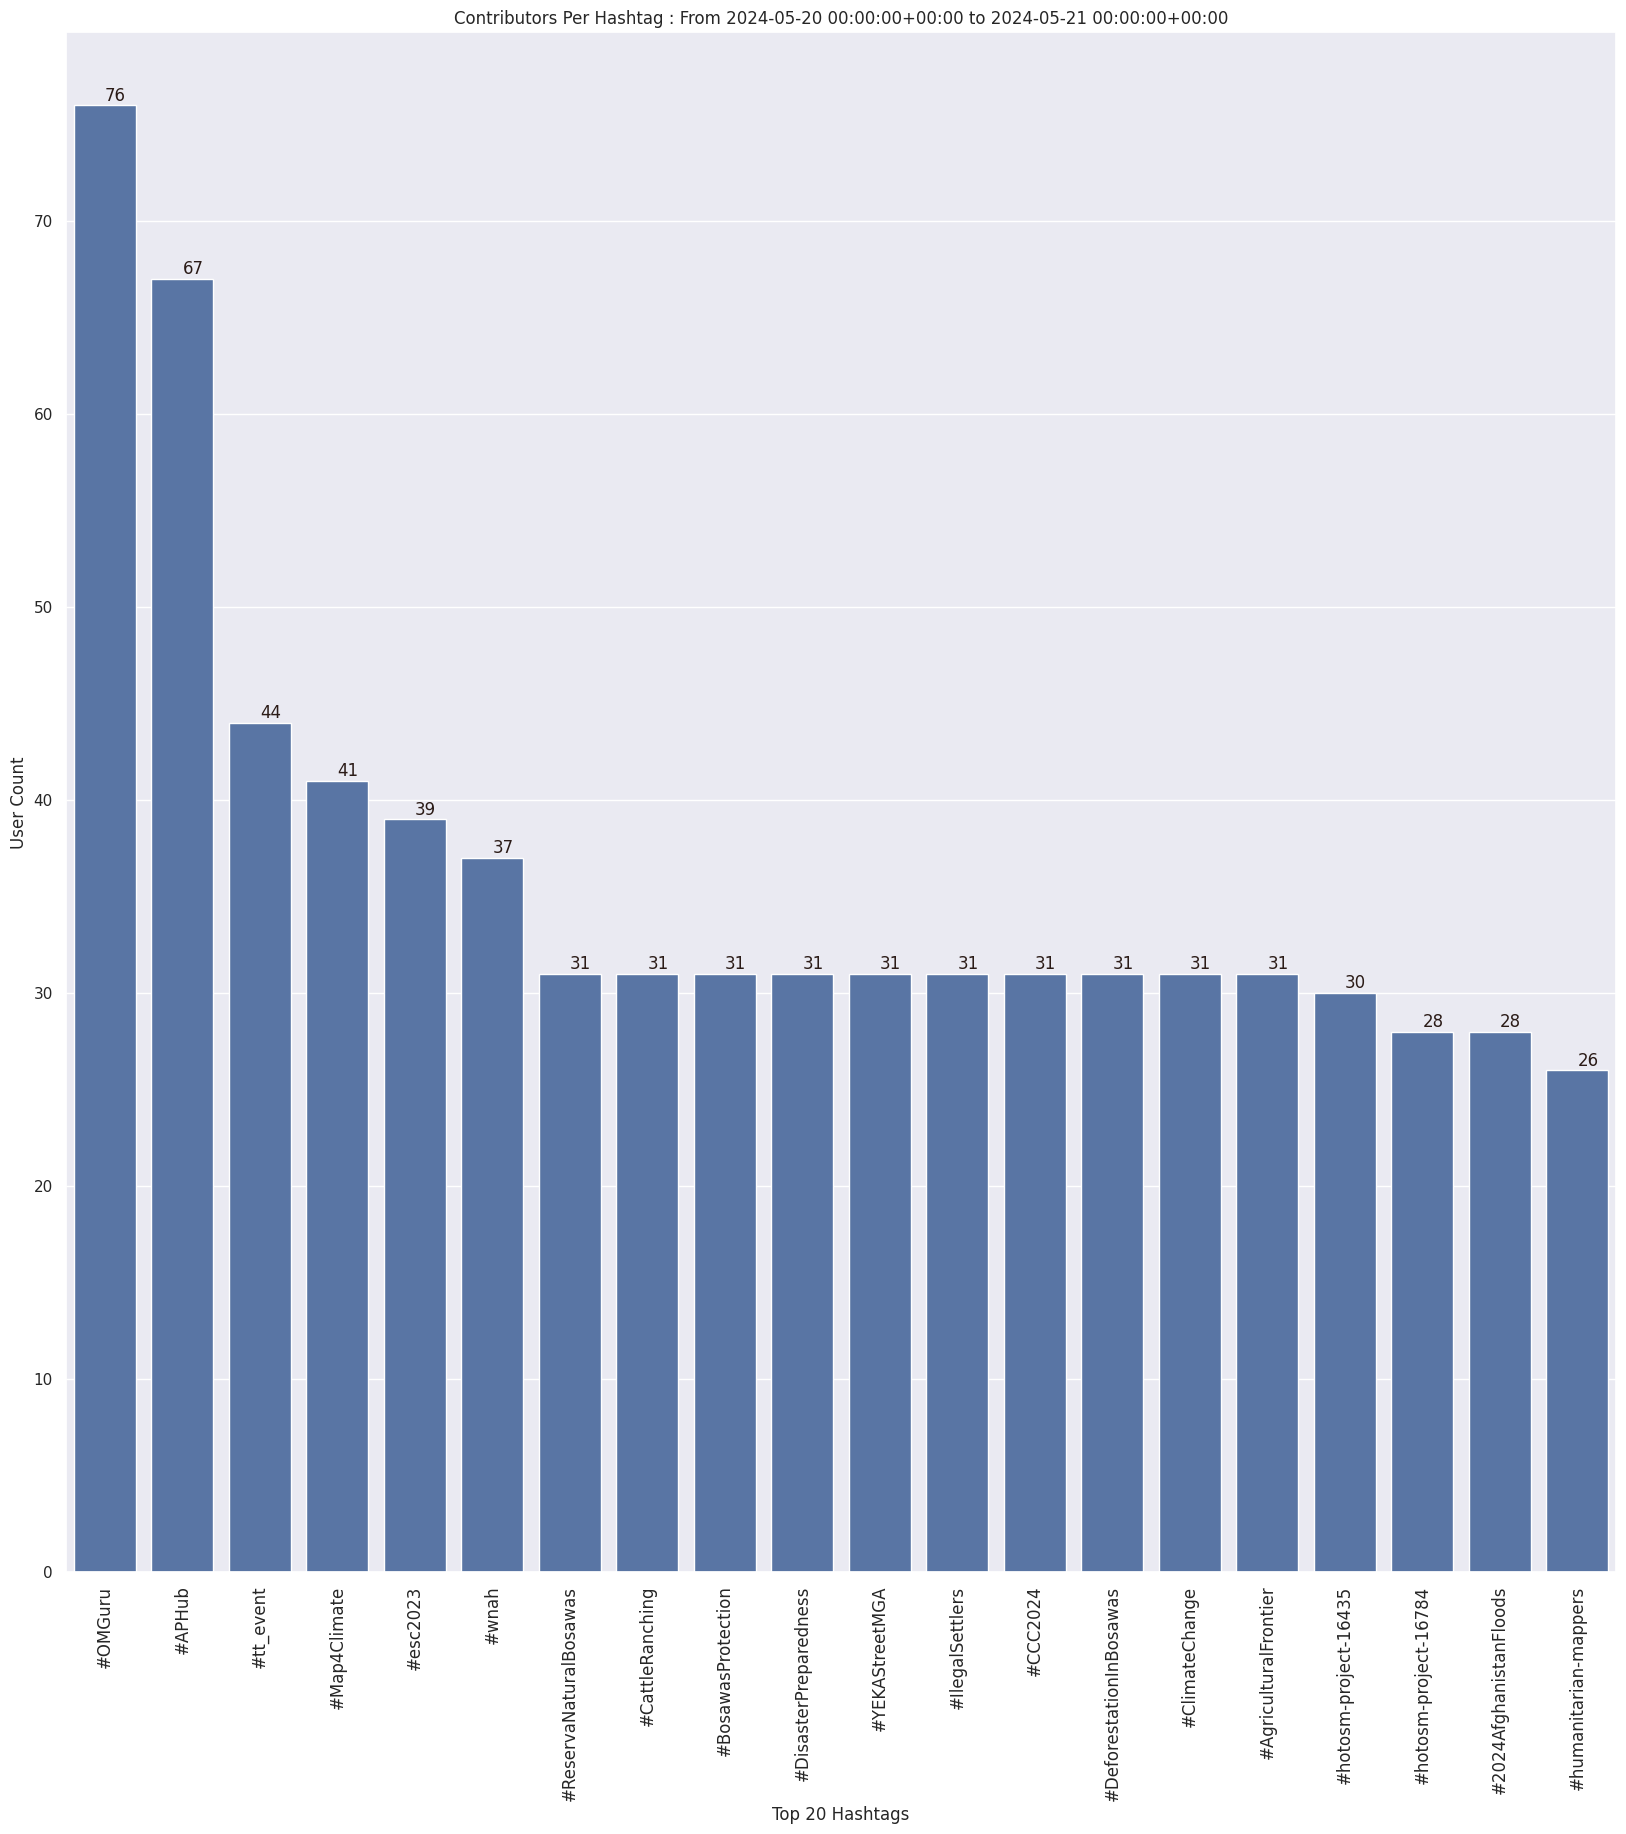 Contributors Per Hashtag : From 2024-05-20 00:00:00+00:00 to 2024-05-21 00:00:00+00:00
User Count
70
60
50
40
30
20
10
0
76
67
44
41
39
37
31
31
31
31
31
31
31
31
31
31
30
28
28
26
#OMGuru
#APHub
#tt_event
#Map4Climate
#esc2023
#wnah
#ReservaNaturalBosawas
#CattleRanching
#BosawasProtection
#DisasterPreparedness
#YEKAStreetMGA
#IlegalSettlers
#CCC2024
#DeforestationInBosawas
#ClimateChange
#AgriculturalFrontier
#hotosm-project-16435
#hotosm-project-16784
#2024AfghanistanFloods
#humanitarian-mappers
Top 20 Hashtags